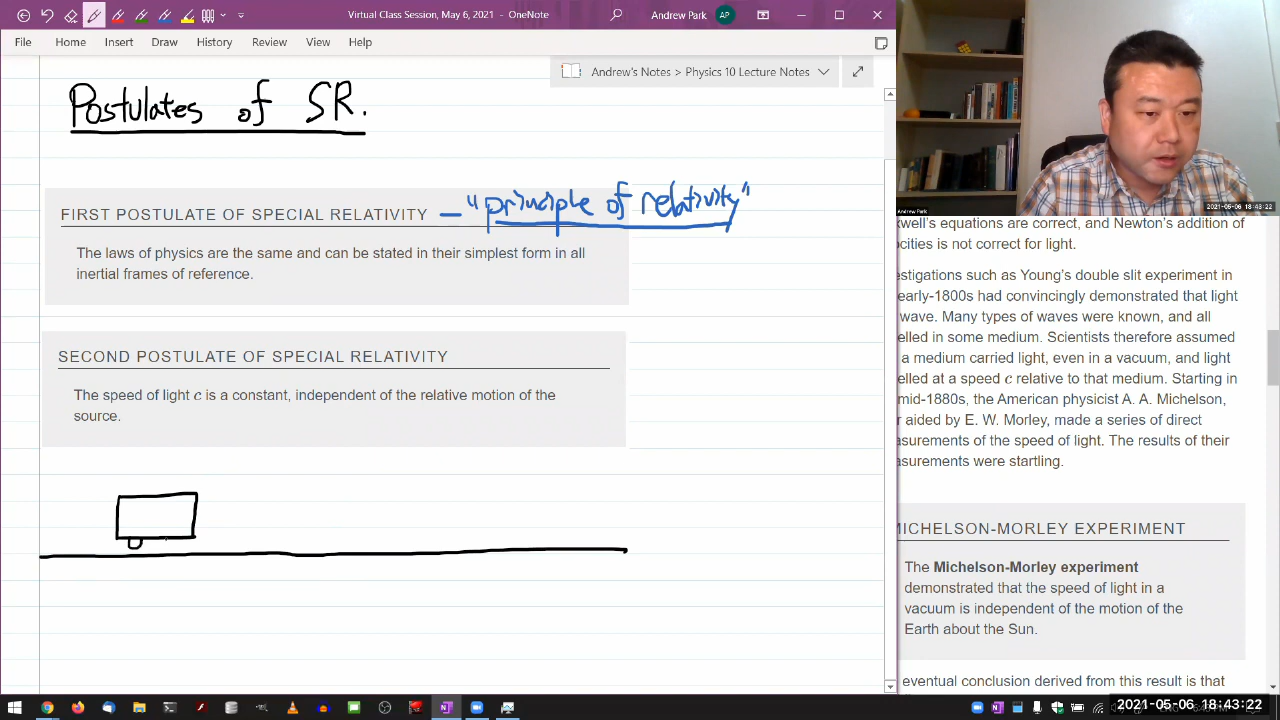 Virtual Class Session, May 6, 2021 - OneNote
Andrew Park
AP
File Home Insert Draw History Review View Help
Andrew's Notes > Physics 10 Lecture Notes
Postulates of SR.
FIRST POSTULATE OF SPECIAL RELATIVITY — "principle of relativity"
The laws of physics are the same and can be stated in their simplest form in all
inertial frames of reference.
SECOND POSTULATE OF SPECIAL RELATIVITY
The speed of light c is a constant, independent of the relative motion of the
source.
Andrew Park
2021-05-06 18:43:22
xwell's equations are correct, and Newton's addition of
ocities is not correct for light.
estigations such as Young's double slit experiment in
early-1800s had convincingly demonstrated that light
wave. Many types of waves were known, and all
elled in some medium. Scientists therefore assumed
a medium carried light, even in a vacuum, and light
elled at a speed c relative to that medium. Starting in
mid-1880s, the American physicist A. A. Michelson,
r aided by E. W. Morley, made a series of direct
asurements of the speed of light. The results of their
asurements were startling.
MICHELSON-MORLEY EXPERIMENT
The Michelson-Morley experiment
demonstrated that the speed of light in a
vacuum is independent of the motion of the
Earth about the Sun.
eventual conclusion derived from this result is that
2021-05-06 18:43:22